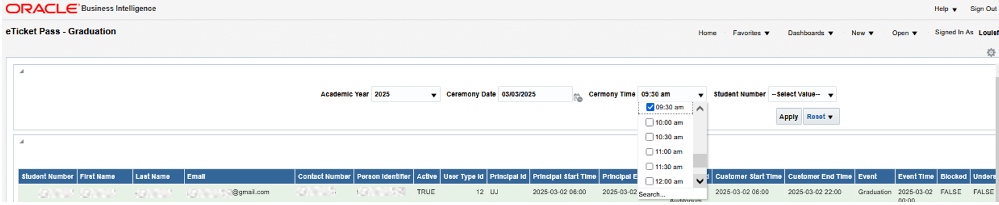 ORACLE Business Intelligence
Help Sign Out
eTicket Pass - Graduation
Home Favorites Dashboards New Open Signed In As
Academic Year 2025 Ceremony Date 03/03/2025 Cermony Time 09:30 am Student Number --Select Value--
09:30 am
10:00 am
Apply Reset
10:30 am
11:00 am
11:30 am
12:00 am
Search...
Student Number First Name Last Name Email Contact Number Person Identifier Active User Type Id Principal Id Principal Start Time Principal E d Customer Start Time Customer End Time Event Event Time Blocked Unders
@gmail.com TRUE 12 UJ 2025-03-02 06:00 2025-03-02 2025-03-02 06:00 2025-03-02 22:00 Graduation 2025-03-02 FALSE FALSE
Auditorium 00:00